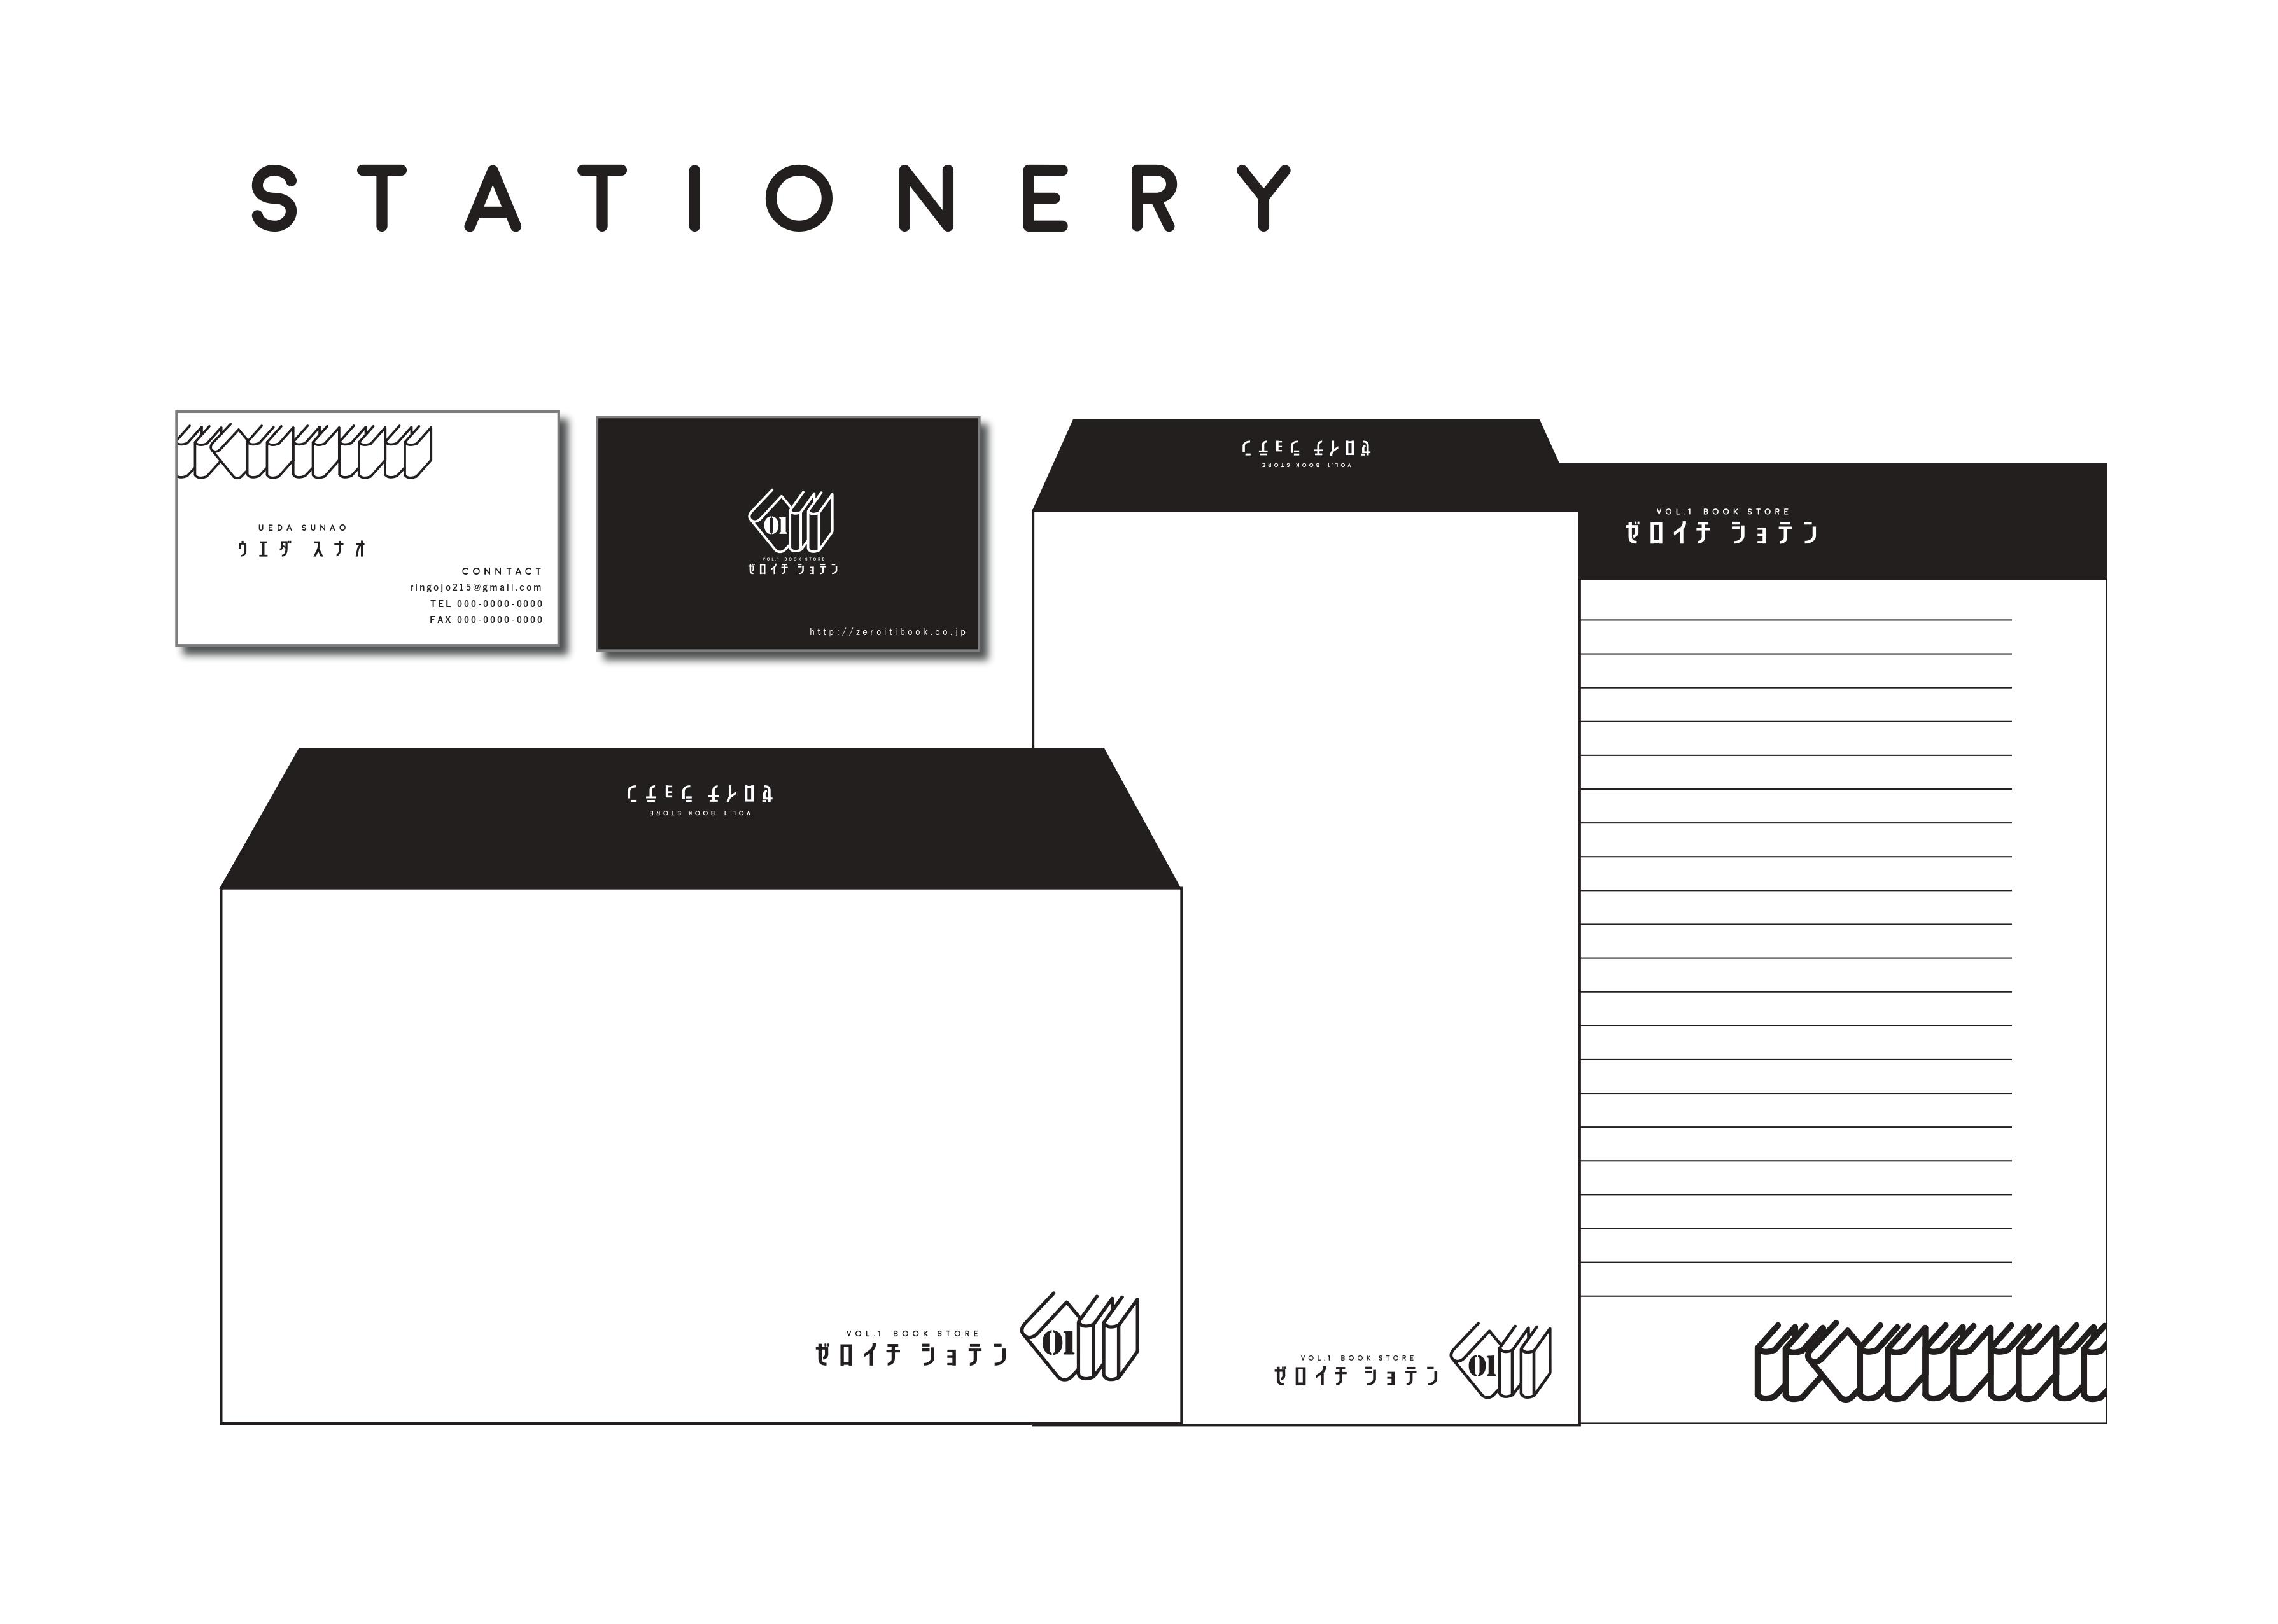 STATIONERY
UEDA SUNAO
ウエダ スナオ
CONNTACT
ringojo215@gmail.com
TEL 000-0000-0000
FAX 000-0000-0000
01
VOL.1 BOOK STORE
ゼロイチ ショテン
http://zeroitibook.co.jp
ゼロイチ ショテン
VOL.1 BOOK STORE
VOL.1 BOOK STORE
ゼロイチ ショテン
ゼロイチ ショテン
VOL.1 BOOK STORE
VOL.1 BOOK STORE
ゼロイチ ショテン
01
VOL.1 BOOK STORE
ゼロイチ ショテン
01